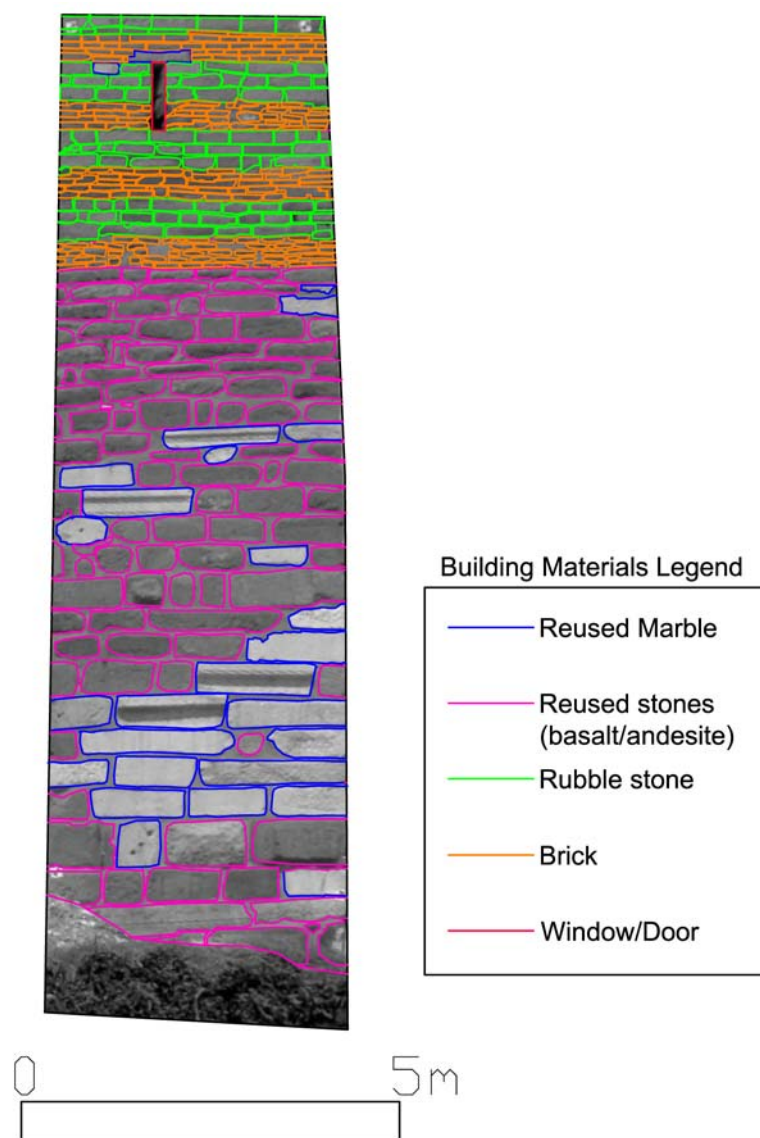 Building Materials Legend
Reused Marble
Reused stones
(basalt/andesite)
Rubble stone
Brick
Window/Door
0 5m